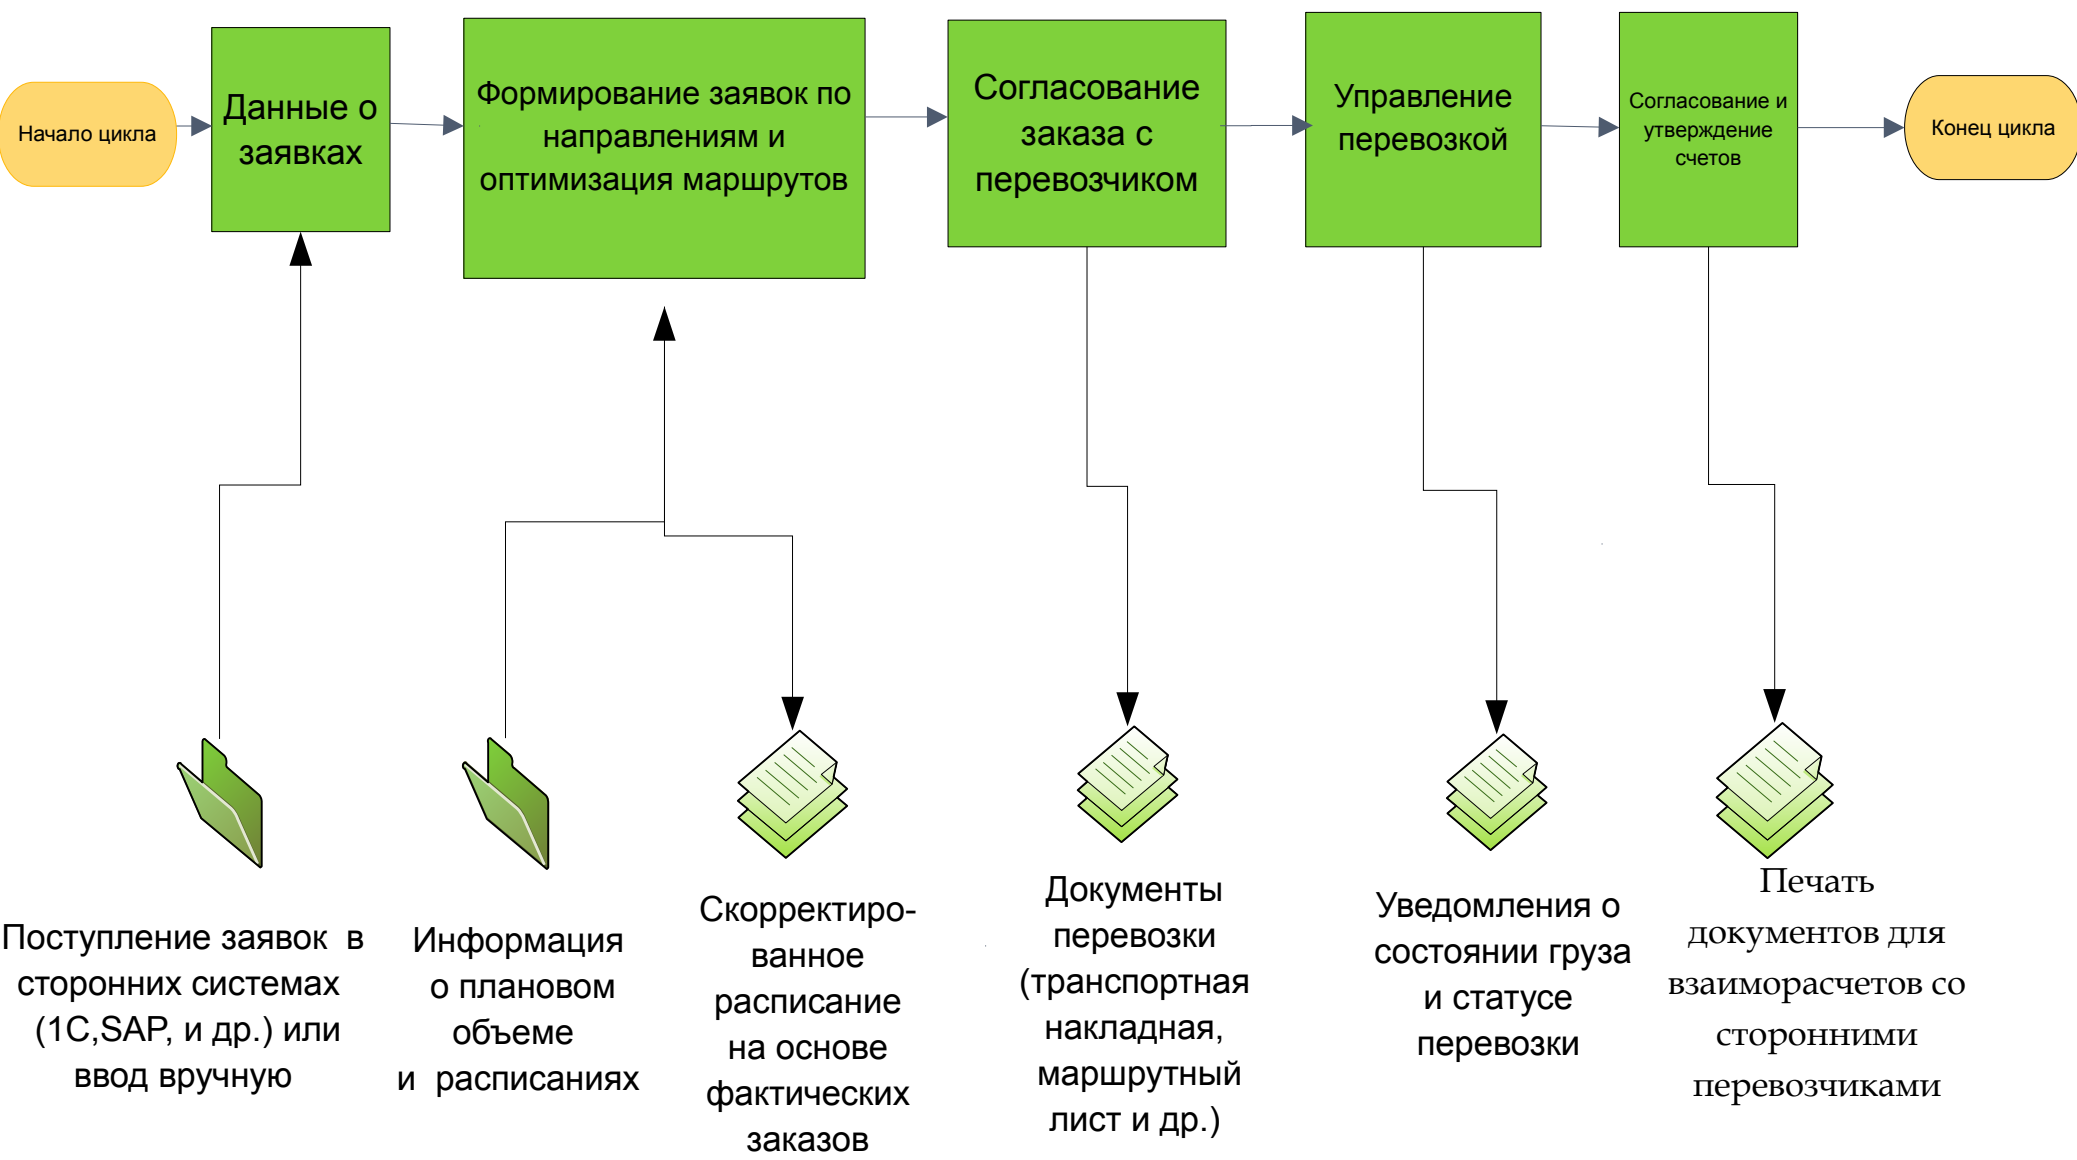 Начало цикла
Данные о
заявках
Формирование заявок по
направлениям и
оптимизация маршрутов
Согласование
заказа с
перевозчиком
Управление
перевозкой
Согласование и
утверждение
счетов
Конец цикла
Поступление заявок в
сторонних системах
(1С,SAP, и др.) или
ввод вручную
Информация
о плановом
объеме
и расписаниях
Скорректиро-
ванное
расписание
на основе
фактических
заказов
Документы
перевозки
(транспортная
накладная,
маршрутный
лист и др.)
Уведомления о
состоянии груза
и статусе
перевозки
Печать
документов для
взаиморасчетов со
сторонними
перевозчиками